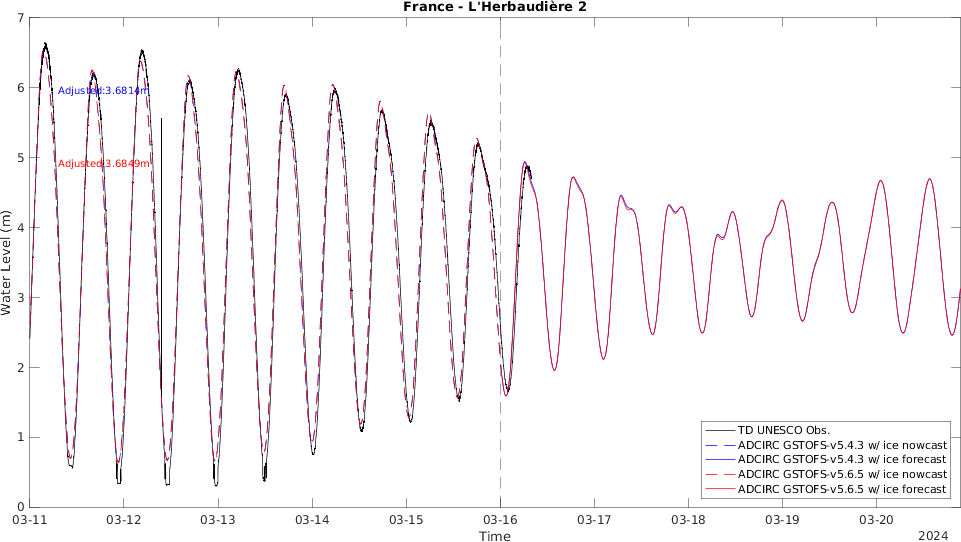 France - L'Herbaudière 2
7
6
5
4
3
2
1
0
Water Level (m)
Adjusted:3.6814m
Adjusted:3.6849m
TD UNESCO Obs.
ADCIRC GSTOFS-v5.4.3 w/ ice nowcast
ADCIRC GSTOFS-v5.4.3 w/ ice forecast
ADCIRC GSTOFS-v5.6.5 w/ ice nowcast
ADCIRC GSTOFS-v5.6.5 w/ ice forecast
03-11 03-12 03-13 03-14 03-15 03-16 03-17 03-18 03-19 03-20
Time
2024